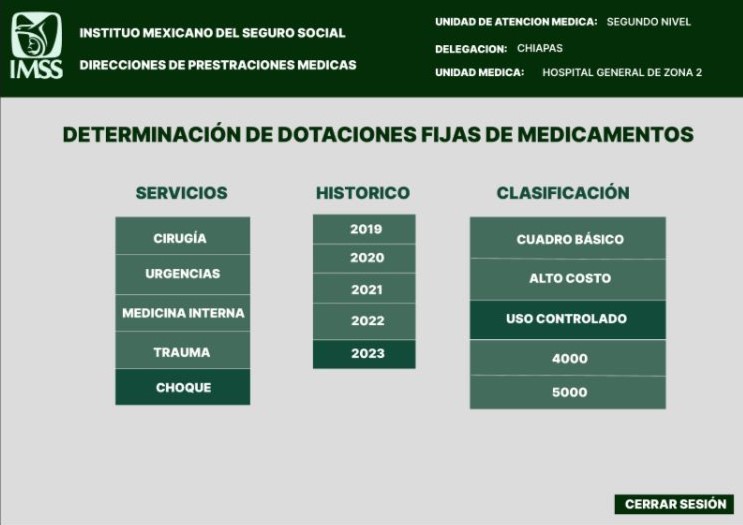 IMSS
INSTITUO MEXICANO DEL SEGURO SOCIAL
DIRECCIONES DE PRESTRACIONES MEDICAS
UNIDAD DE ATENCION MEDICA: SEGUNDO NIVEL
DELEGACION: CHIAPAS
UNIDAD MEDICA: HOSPITAL GENERAL DE ZONA 2
DETERMINACIÓN DE DOTACIONES FIJAS DE MEDICAMENTOS
SERVICIOS
CIRUGÍA
URGENCIAS
MEDICINA INTERNA
TRAUMA
CHOQUE
HISTORICO
2019
2020
2021
2022
2023
CLASIFICACIÓN
CUADRO BÁSICO
ALTO COSTO
USO CONTROLADO
4000
5000
CERRAR SESIÓN